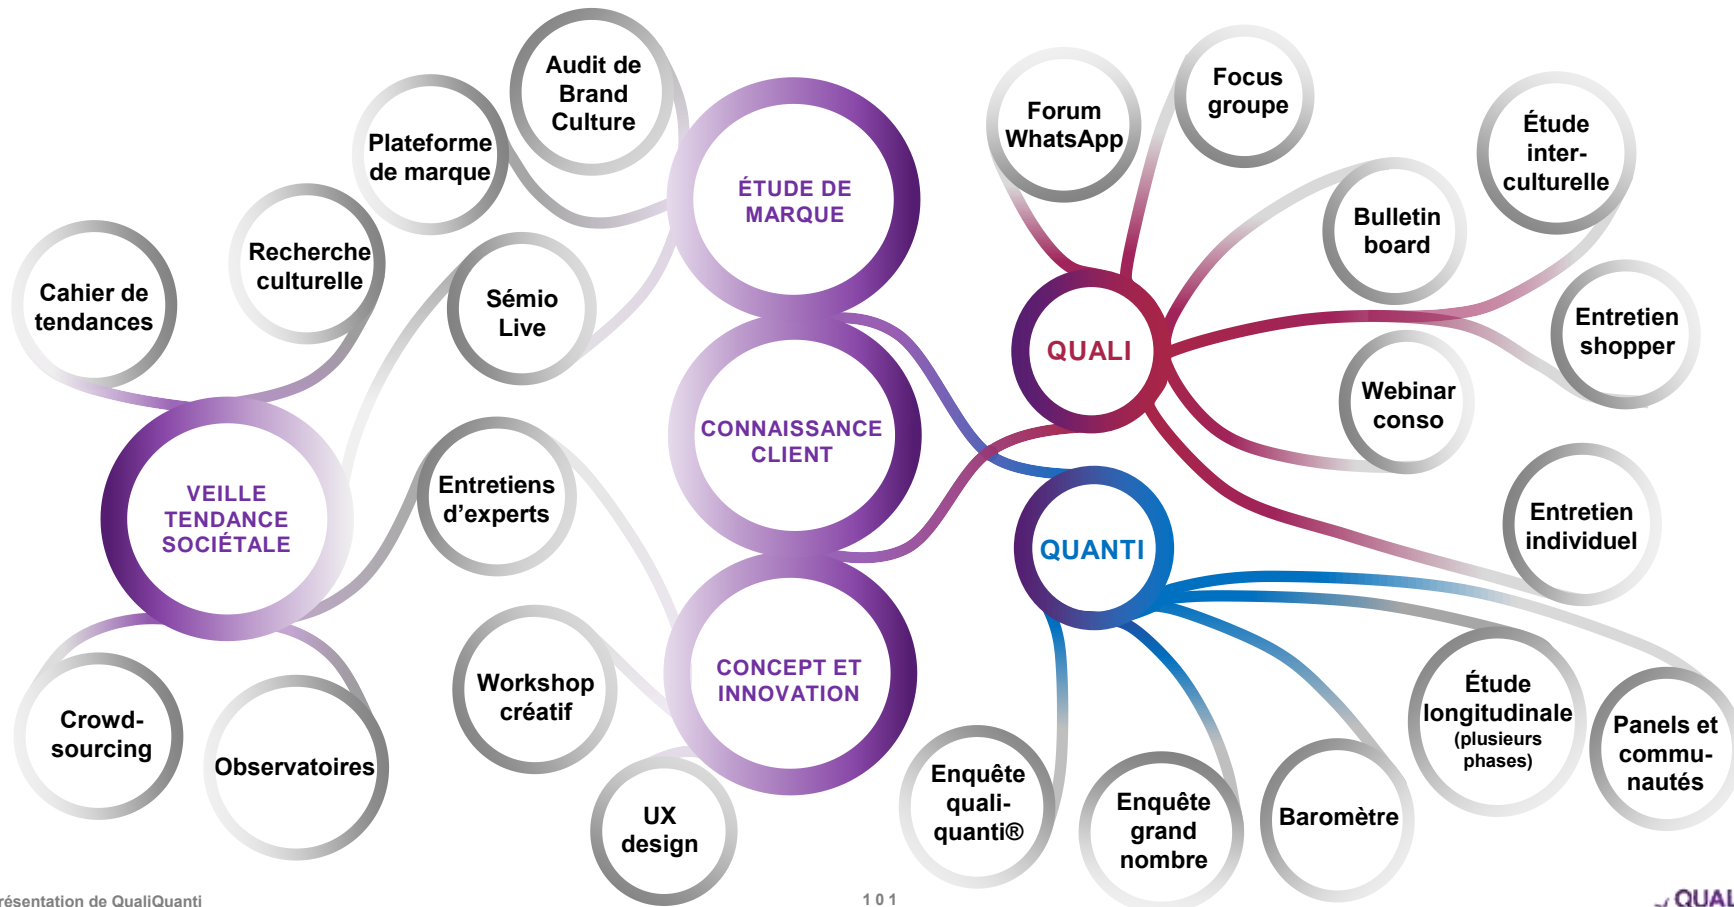 Audit de
Brand
Culture
Plateforme
de marque
Recherche
culturelle
Cahier de
tendances
Sémio
Live
ÉTUDE DE
MARQUE
CONNAISSANCE
CLIENT
CONCEPT ET
INNOVATION
VEILLE
TENDANCE
SOCIÉTALE
Entretiens
d'experts
Workshop
créatif
UX
design
Crowd-
sourcing
Observatoires
Forum
WhatsApp
Focus
groupe
Étude
inter-
culturelle
Bulletin
board
Entretien
shopper
Webinar
conso
Entretien
individuel
QUALI
QUANTI
Enquête
quali-
quanti®
Enquête
grand
nombre
Baromètre
Étude
longitudinale
(plusieurs
phases)
Panels et
commu-
nautés
résentation de QualiQuanti
101
QUAL